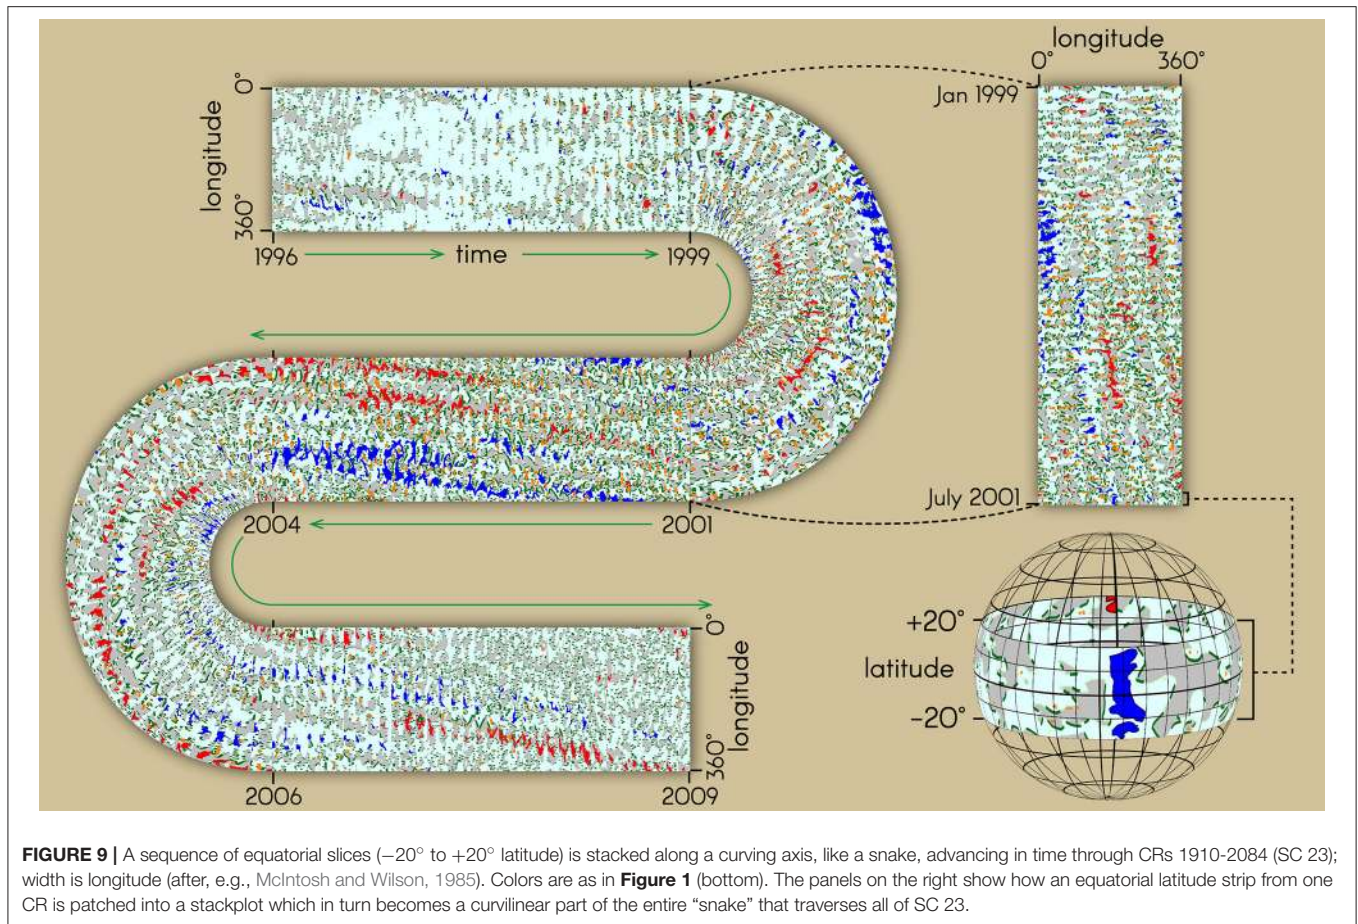 longitude
0° 360°
Jan 1999
July 2001
0°
longitude
360°
1996 time 1999
2004 2001
0°
longitude
360°
2006 2009
+20°
latitude
-20°
FIGURE 9 | A sequence of equatorial slices (−20° to +20° latitude) is stacked along a curving axis, like a snake, advancing in time through CRs 1910-2084 (SC 23);
width is longitude (after, e.g., McIntosh and Wilson, 1985). Colors are as in Figure 1 (bottom). The panels on the right show how an equatorial latitude strip from one
CR is patched into a stackplot which in turn becomes a curvilinear part of the entire “snake” that traverses all of SC 23.